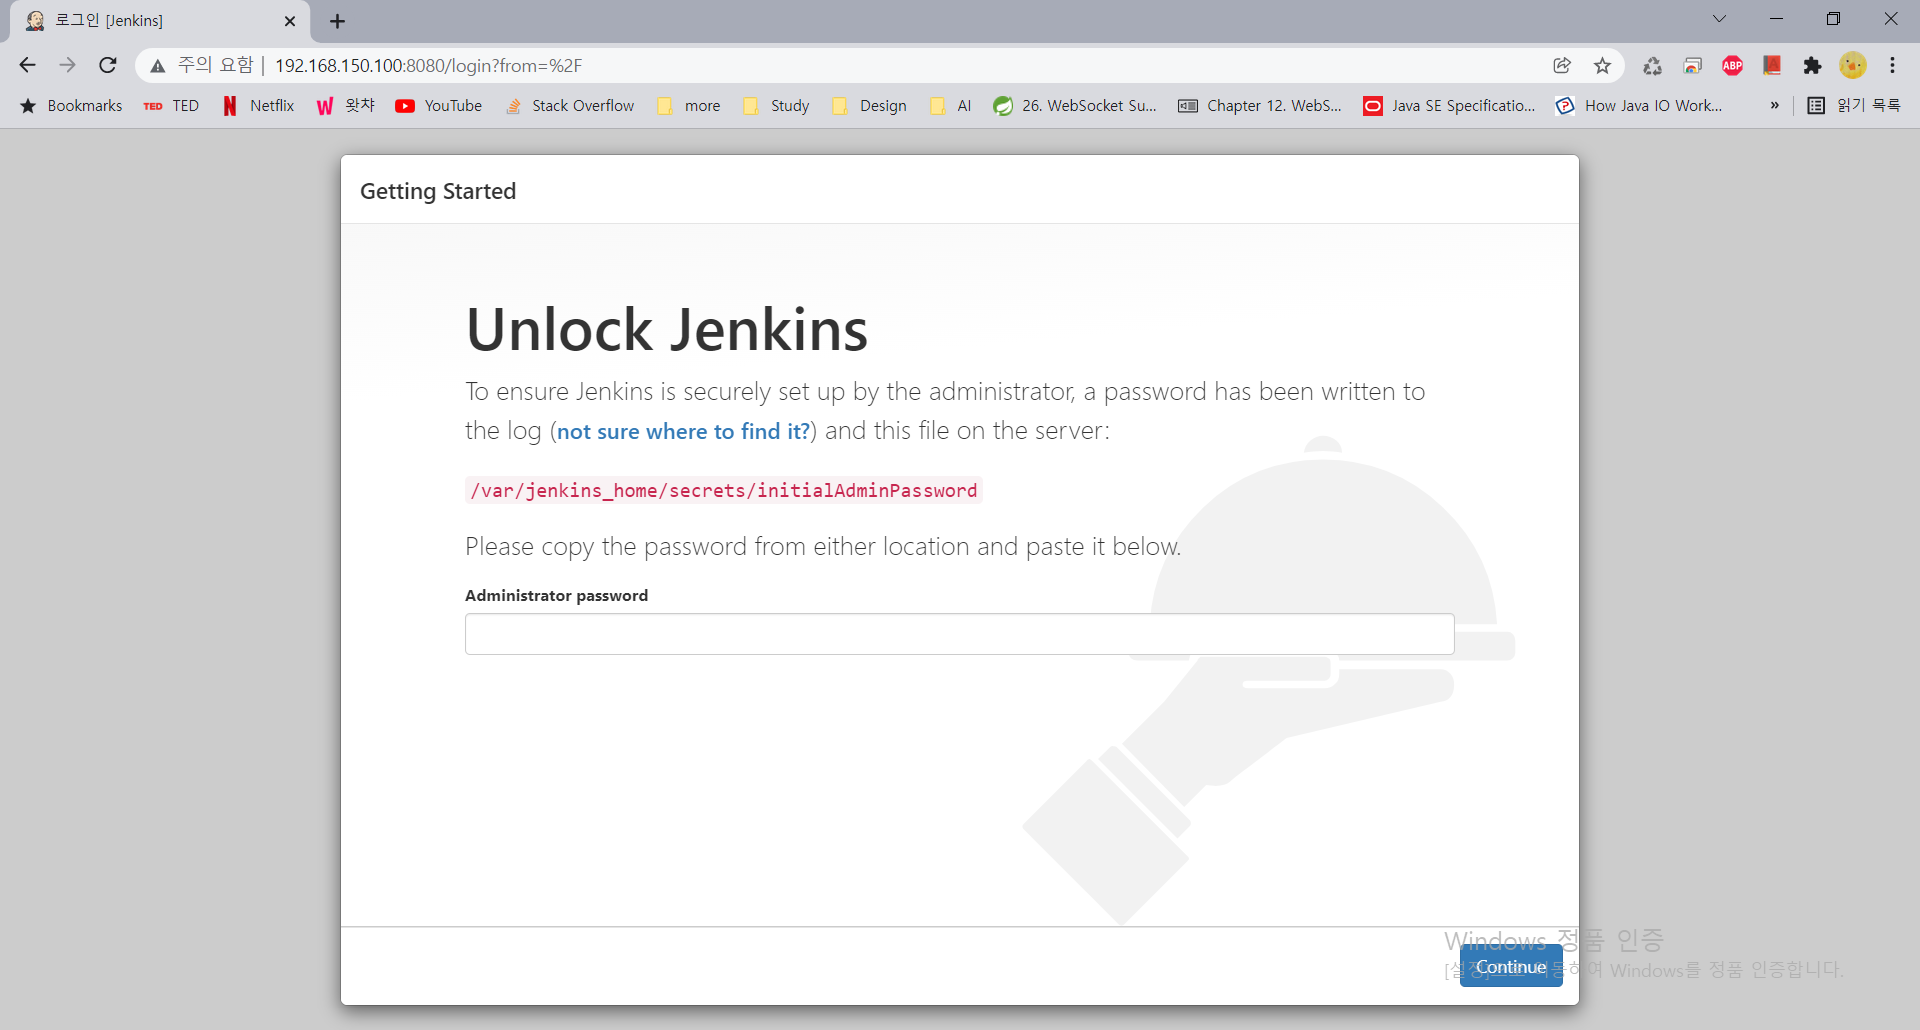 로그인 [Jenkins]
주의 요함 | 192.168.150.100:8080/login?from=%2F
ABP
Bookmarks TED TED Netflix 왓챠 YouTube Stack Overflow more Study Design AI 26. WebSocket Su... Chapter 12. WebS... Java SE Specificatio... How Java IO Work... » 읽기 목록
Getting Started
Unlock Jenkins
To ensure Jenkins is securely set up by the administrator, a password has been written to
the log (not sure where to find it?) and this file on the server:
/var/jenkins_home/secrets/initialAdminPassword
Please copy the password from either location and paste it below.
Administrator password
Windows 정품 인증
[설정]으로 이동하여 Windows를 정품 인증합니다.
Continue